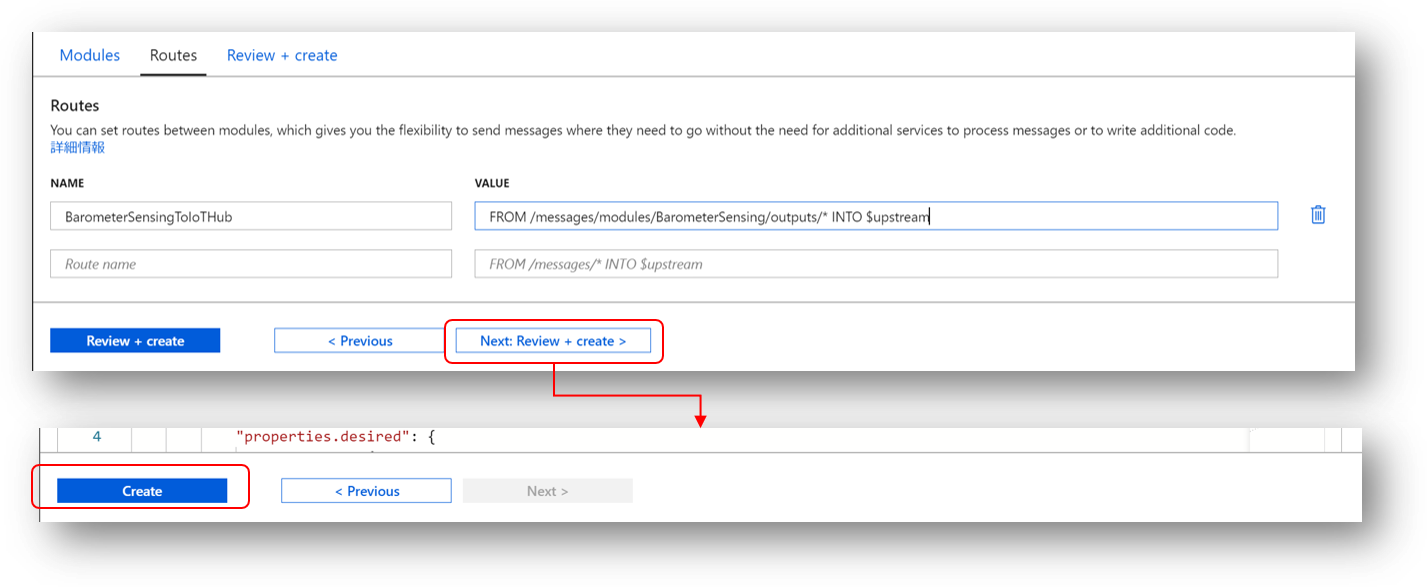 Modules Routes Review + create
Routes
You can set routes between modules, which gives you the flexibility to send messages where they need to go without the need for additional services to process messages or to write additional code.
詳細情報
NAME VALUE
BarometerSensingToIoTHub FROM /messages/modules/BarometerSensing/outputs/* INTO $upstream
Route name FROM /messages/* INTO $upstream
Review + create < Previous Next: Review + create >
4 "properties.desired": {
Create < Previous Next >